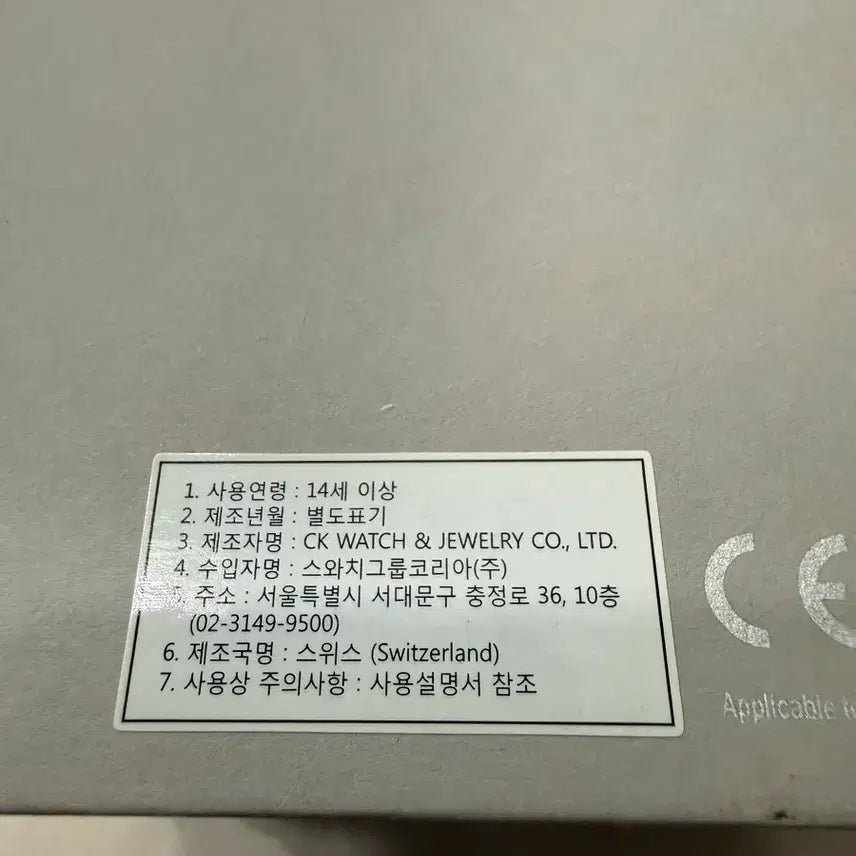 1. 사용연령 : 14세 이상
2. 제조년월 : 별도표기
3. 제조자명 : CK WATCH & JEWELRY CO., LTD.
4. 수입자명 : 스와치그룹코리아(주)
5. 주소 : 서울특별시 서대문구 충정로 36, 10층
(02-3149-9500)
6. 제조국명 : 스위스 (Switzerland)
7. 사용상 주의사항 : 사용설명서 참조
CE
Applicable